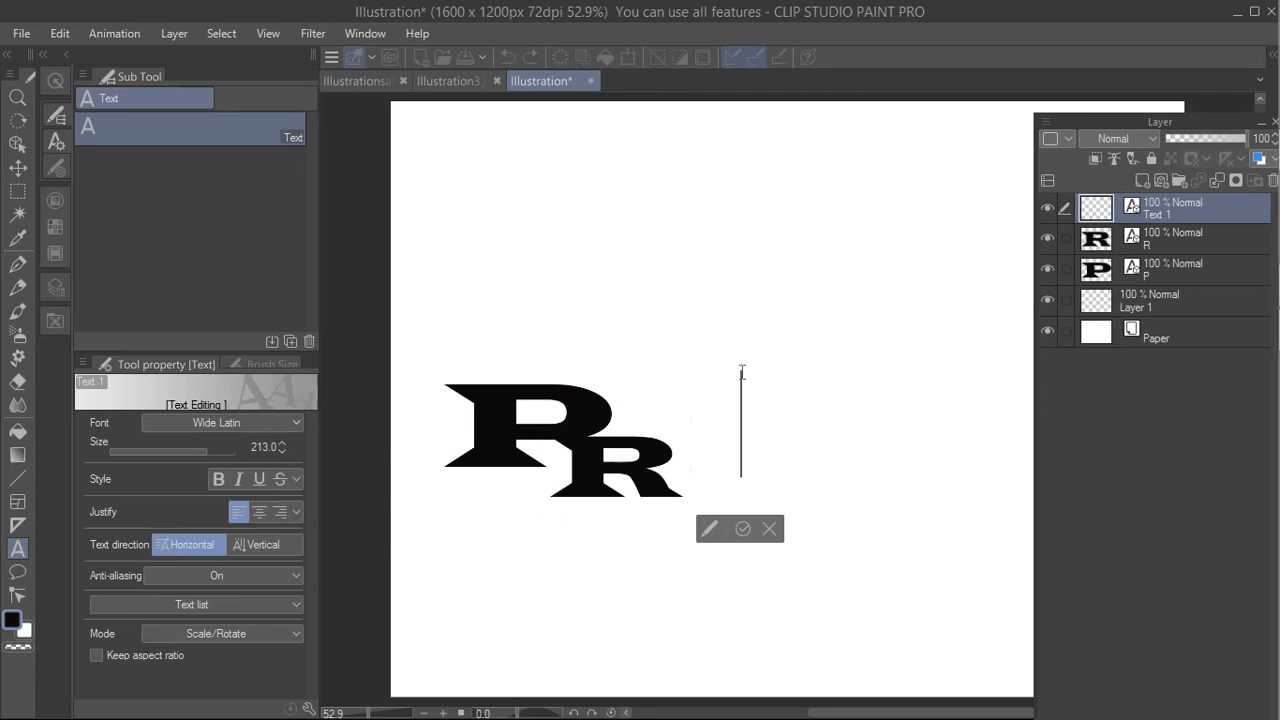 Illustration* (1600 x 1200px 72dpi 52.9%)  You can use all features - CLIP STUDIO PAINT PRO
File Edit Animation Layer Select View Filter Window Help
Sub Tool
Illustrationsa Illustration3. Illustration*
Text
Text
Layer
Normal 100
100 % Normal
Text 1
100 % Normal
R
100 % Normal
P
100 % Normal
Layer 1
Paper
Tool property [Text] Brush Size
Text 1
[Text Editing ]
Font Wide Latin
Size 213.0
Style B I U S
Justify
Text direction Horizontal Vertical
Anti-aliasing On
Text list
Mode Scale/Rotate
Keep aspect ratio
P
R
52.9 0.0